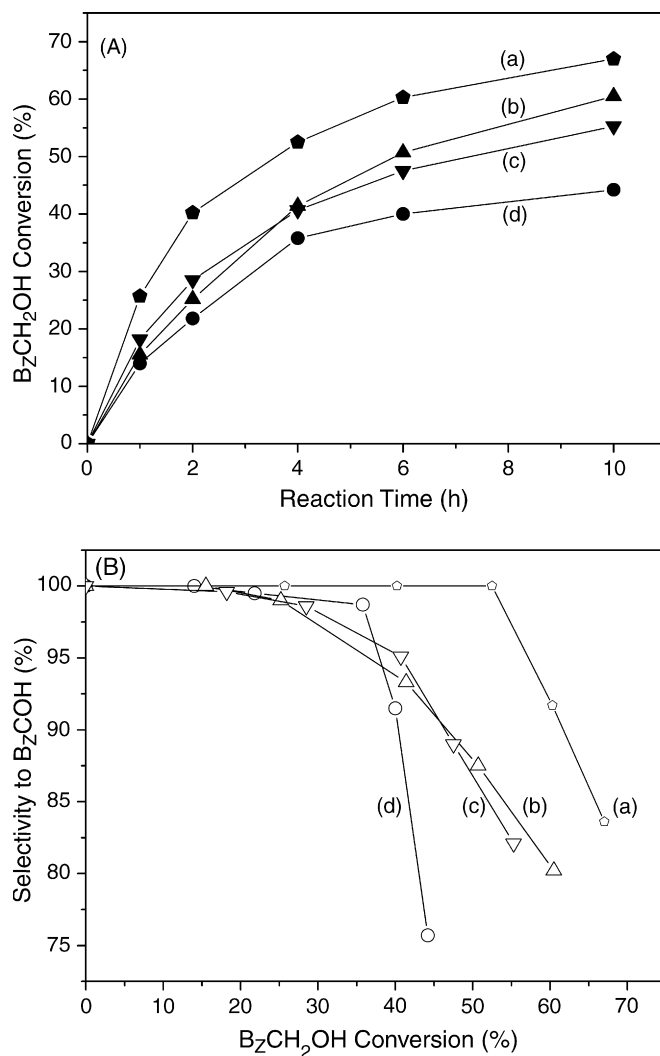 (A)
70
60
50
40
30
20
10
0
BZCH2OH Conversion (%)
(a)
(b)
(c)
(d)
0 2 4 6 8 10
Reaction Time (h)
(B)
100
95
90
85
80
75
Selectivity to BZCOH (%)
(d) (c) (b) (a)
0 10 20 30 40 50 60 70
BZCH2OH Conversion (%)